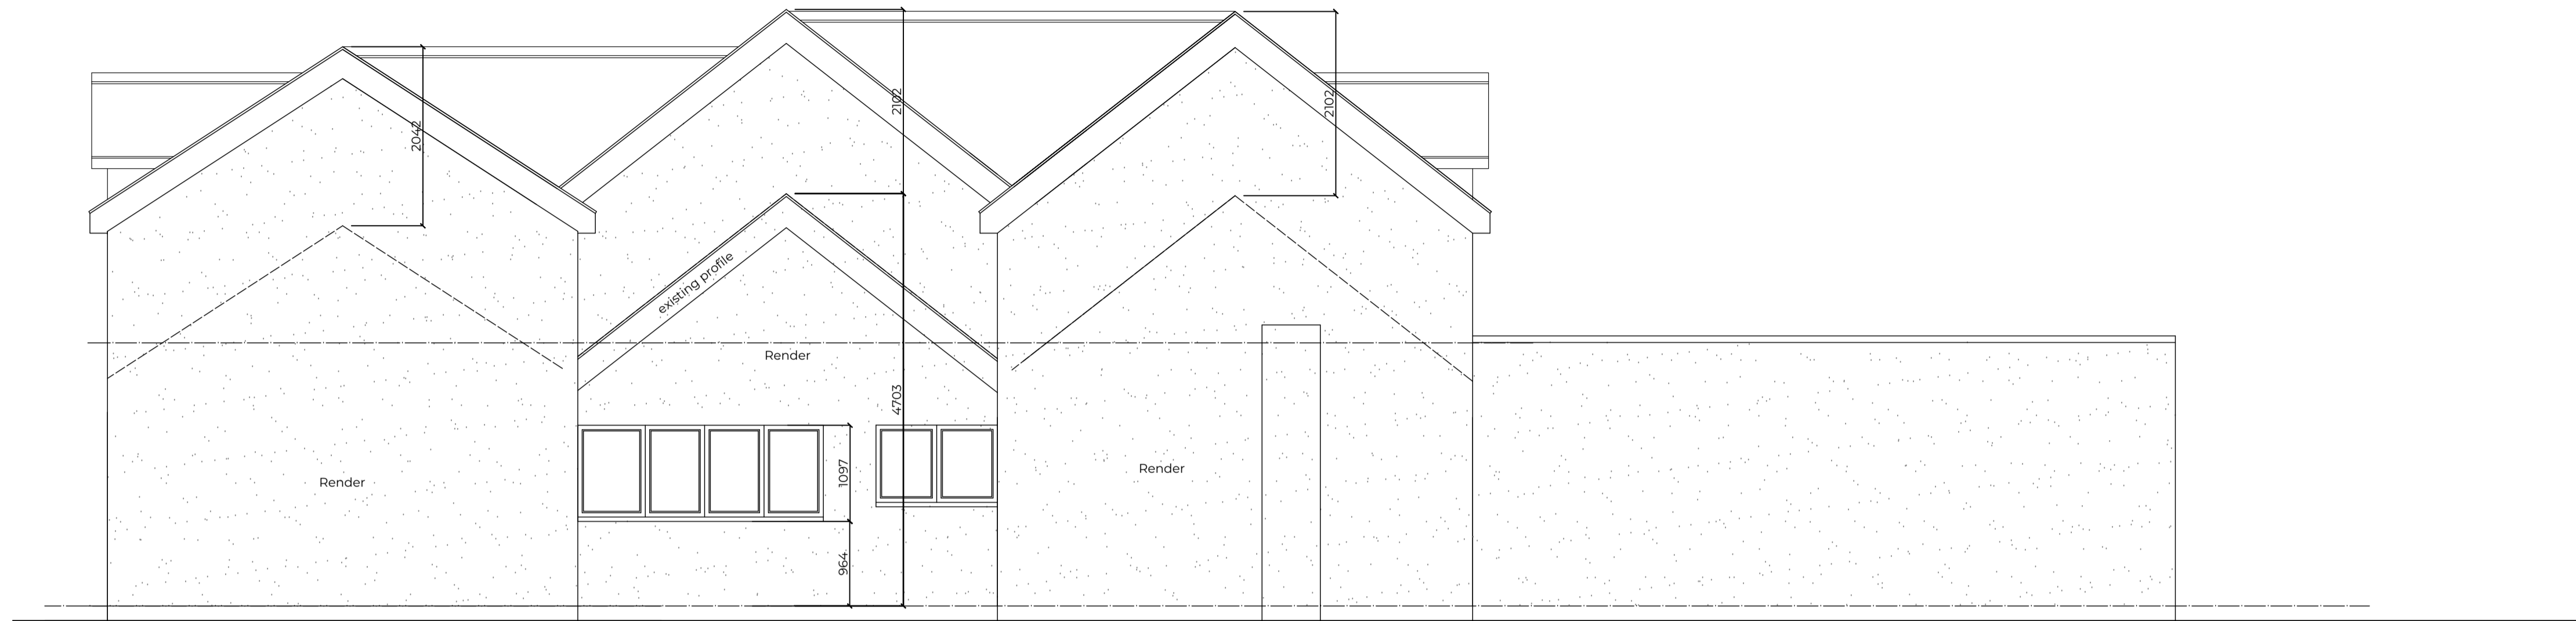 2102
2102
2042
existing profile
Render
4703
1097
Render
Render
964